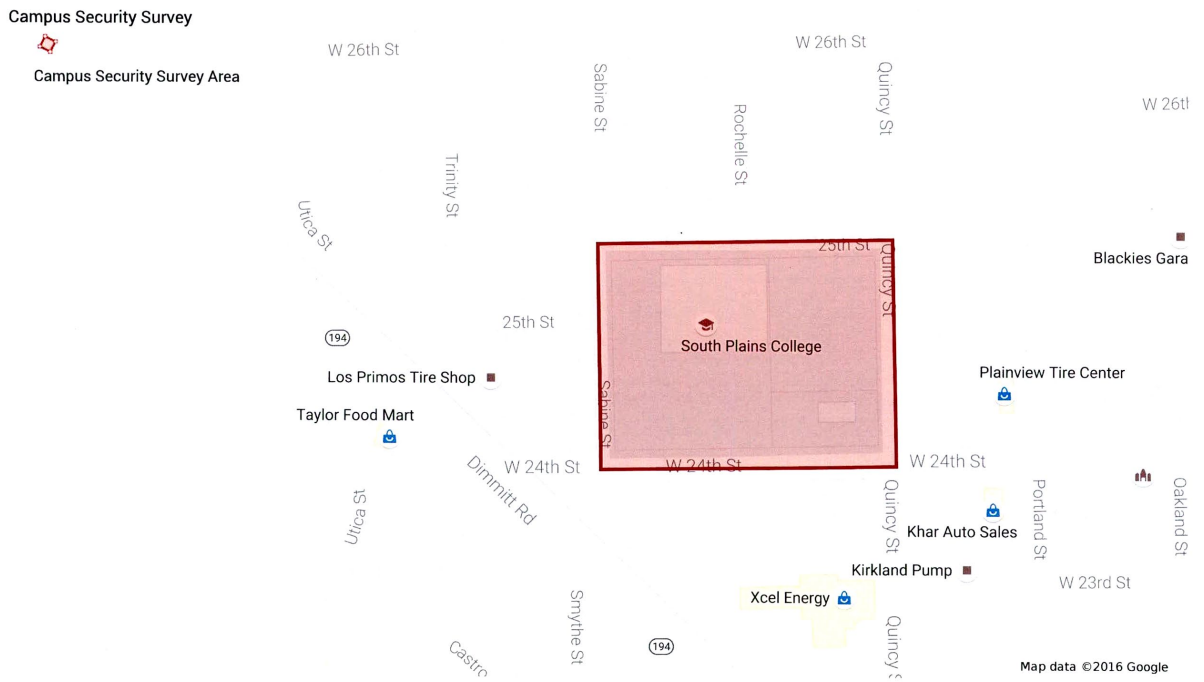 Campus Security Survey
Campus Security Survey Area
W 26th St
W 26th St
Sabine St
Quincy St
W 26th
Rochelle St
Trinity St
Utica St
25th St
Quincy St
Blackies Gara
25th St
194
South Plains College
Los Primos Tire Shop
Plainview Tire Center
Sabine St
Taylor Food Mart
W 24th St
W 24th St
W 24th St
Dimmitt Rd
Utica St
Quincy St
Portland St
Oakland St
Khar Auto Sales
Kirkland Pump
W 23rd St
Xcel Energy
Smythe St
Quincy S
194
Castro
Map data ©2016 Google